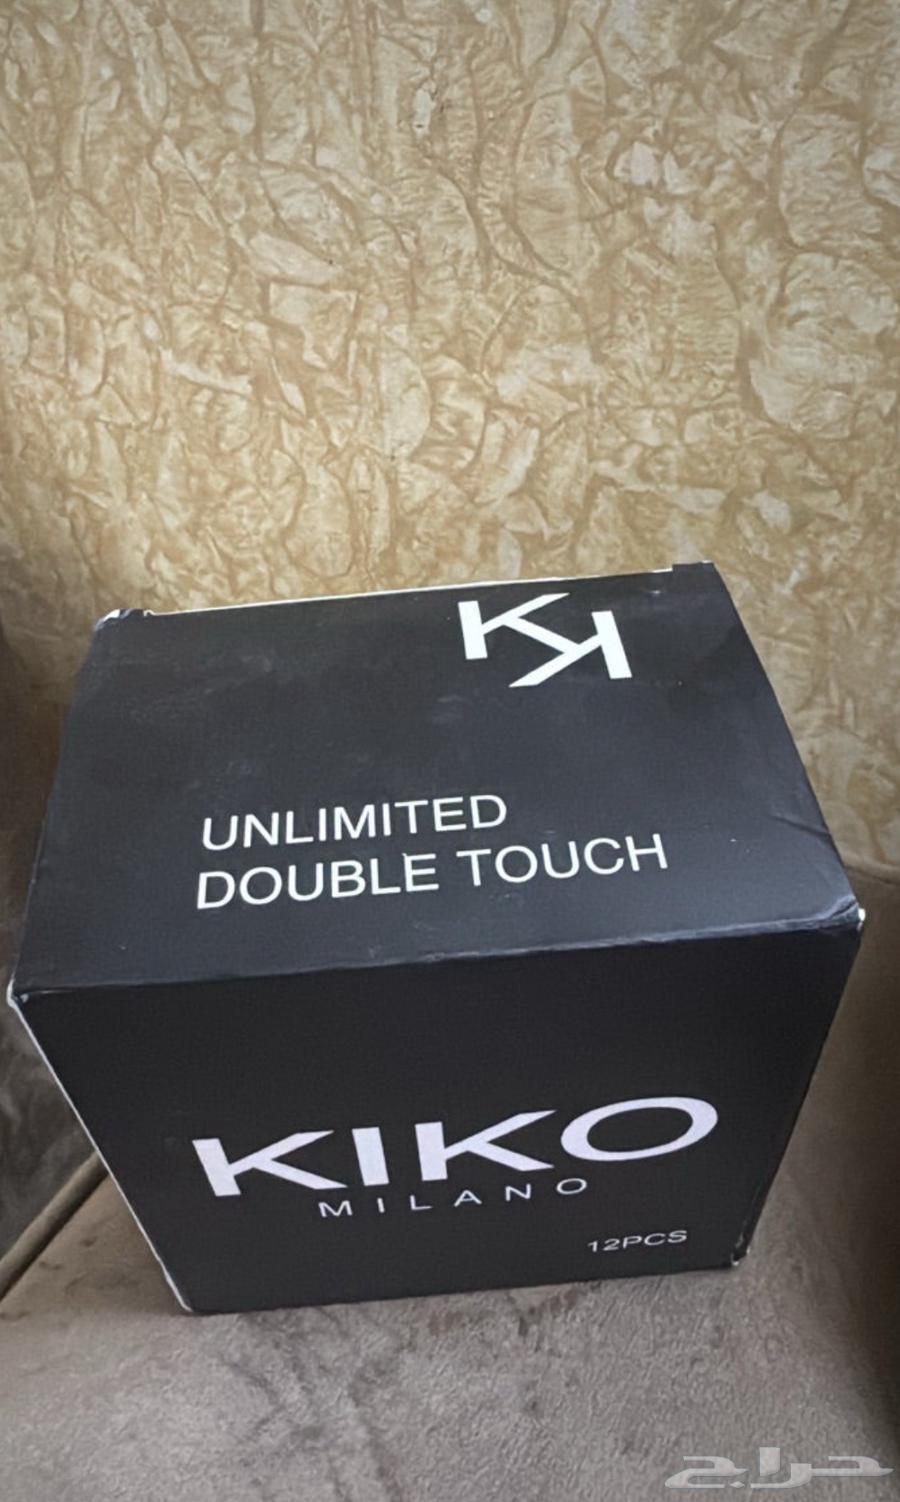 KK
UNLIMITED
DOUBLE TOUCH
KIKO
MILANO
12PCS
حراج